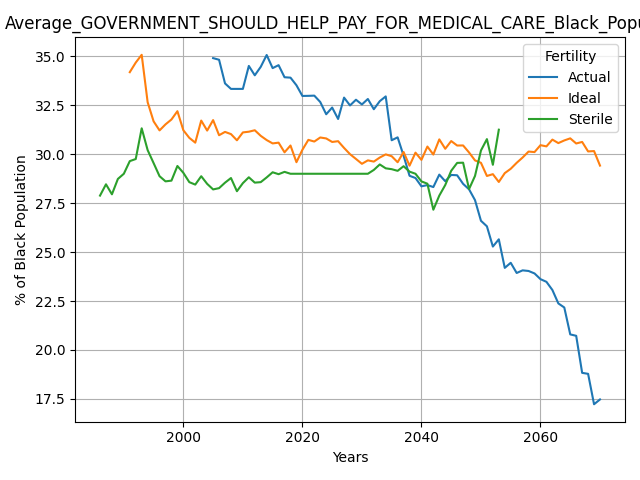 Average_GOVERNMENT_SHOULD_HELP_PAY_FOR_MEDICAL_CARE_Black_Popu
Fertility
Actual
Ideal
Sterile
% of Black Population
35.0
32.5
30.0
27.5
25.0
22.5
20.0
17.5
2000
2020
2040
2060
Years